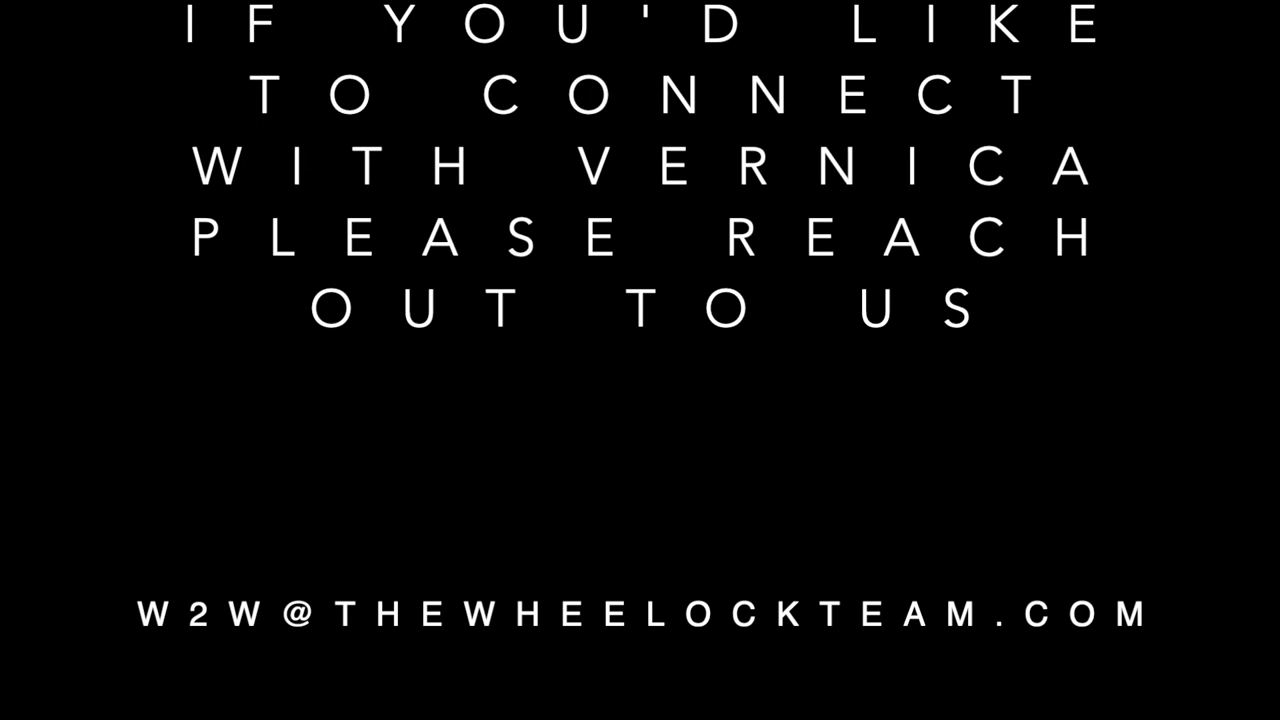 IF YOU'D LIKE
TO CONNECT
WITH VERNICA
PLEASE REACH
OUT TO US
W2W@THEWHEELOCKTEAM.COM